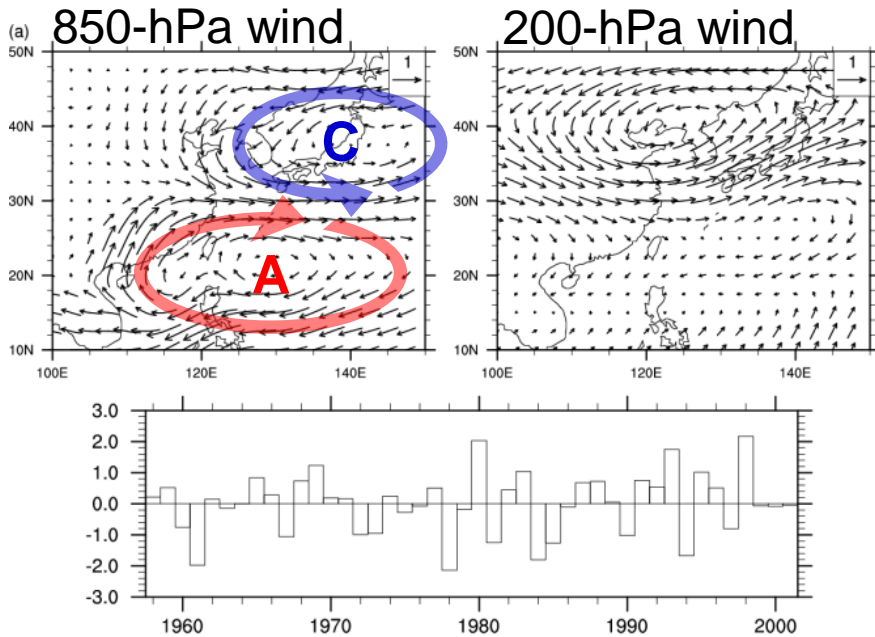 (a) 850-hPa wind 200-hPa wind
50N 1 50N 1
40N C 40N
30N 30N
20N A 20N
10N 10N
100E 120E 140E 100E 120E 140E
3.0
2.0
1.0
0.0
-1.0
-2.0
-3.0
1960 1970 1980 1990 2000